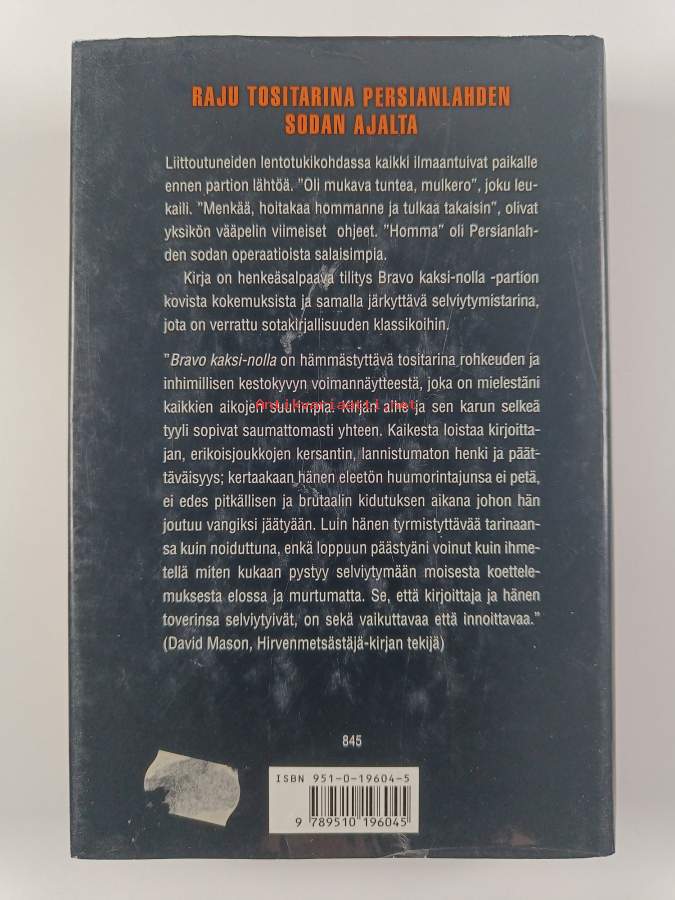 RAJU TOSITARINA PERSIANLAHDEN
SODAN AJALTA
Liittoutuneiden lentotukikohdassa kaikki ilmaantuivat paikalle
ennen partion lähtöä. ”Oli mukava tuntea, mulkero”, joku leu-
kaili. ”Menkää, hoitakaa hommanne ja tulkaa takaisin”, olivat
yksikön vääpelin viimeiset ohjeet. ”Homma” oli Persianlah-
den sodan operaatioista salaisimpia.
Kirja on henkeäsalpaava tilitys Bravo kaksi-nolla -partion
kovista kokemuksista ja samalla järkyttävä selviytymistarina,
jota on verrattu sotakirjallisuuden klassikoihin.
”Bravo kaksi-nolla on hämmästyttävä tositarina rohkeuden ja
inhimillisen kestokyvyn voimannäytteestä, joka on mielestäni
kaikkien aikojen suurimpia. Kirjan aihe ja sen karun selkeä
Antikvariaatti.net
tyyli sopivat saumattomasti yhteen. Kaikesta loistaa kirjoitta-
jan, erikoisjoukkojen kersantin, lannistumaton henki ja päät-
täväisyys; kertaakaan hänen eleetön huumorintajunsa ei petä,
ei edes pitkällisen ja brutaalin kidutuksen aikana johon hän
joutuu vangiksi jäätyään. Luin hänen tyrmistyttävää tarinaan-
sa kuin noiduttuna, enkä loppuun päästyäni voinut kuin ihme-
tellä miten kukaan pystyy selviytymään moisesta koettele-
muksesta elossa ja murtumatta. Se, että kirjoittaja ja hänen
toverinsa selviytyivät, on sekä vaikuttavaa että innoittavaa.”
(David Mason, Hirvenmetsästäjä-kirjan tekijä)
845
ISBN 951-0-19604-5
9 789510 196045